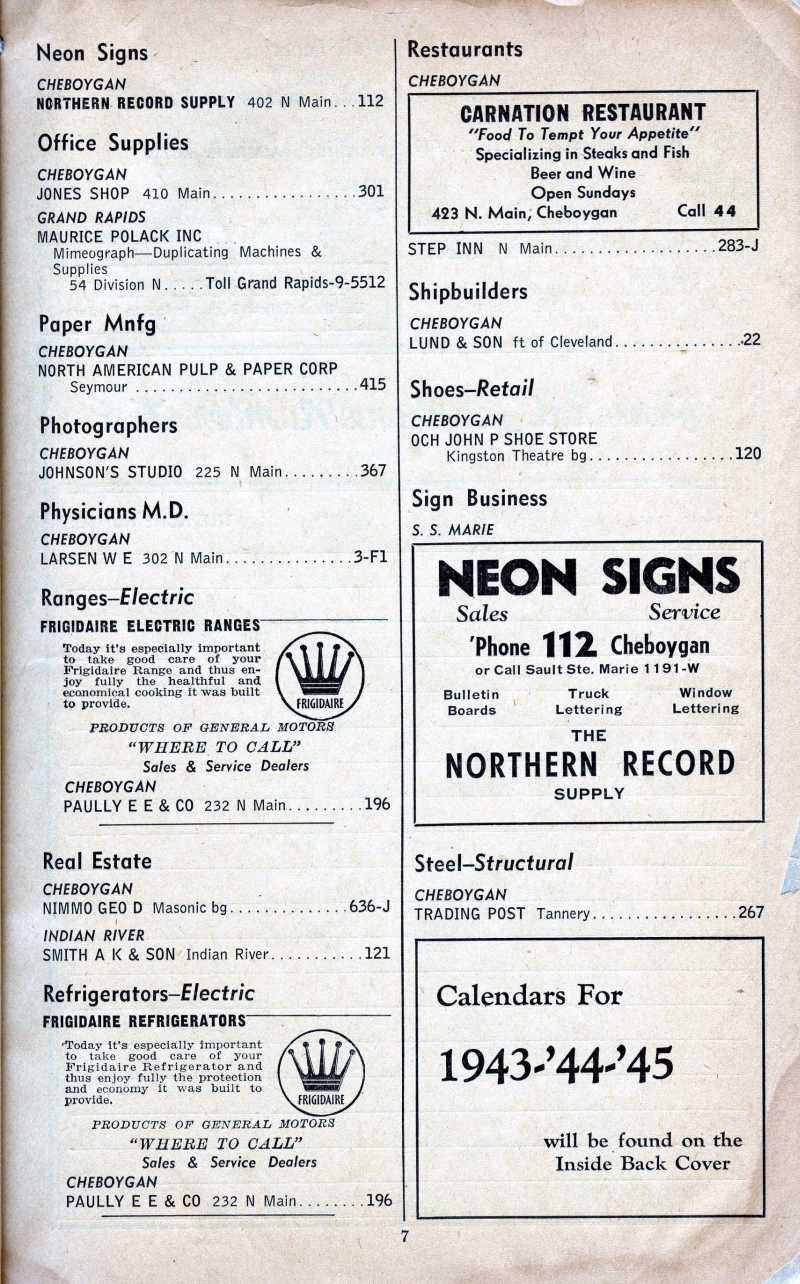 Neon Signs
CHEBOYGAN
NORTHERN RECORD SUPPLY 402 N Main...112
Office Supplies
CHEBOYGAN
JONES SHOP 410 Main.................301
GRAND RAPIDS
MAURICE POLACK INC
Mimeograph—Duplicating Machines &
Supplies
54 Division N.....Toll Grand Rapids-9-5512
Paper Mnfg
CHEBOYGAN
NORTH AMERICAN PULP & PAPER CORP
Seymour ..........................415
Photographers
CHEBOYGAN
JOHNSON'S STUDIO 225 N Main.........367
Physicians M.D.
CHEBOYGAN
LARSEN W E 302 N Main...............3-F1
Ranges—Electric
FRIGIDAIRE ELECTRIC RANGES
Today it's especially important
to take good care of your
Frigidaire Range and thus en-
joy fully the healthful and
economical cooking it was built
to provide.
FRIGIDAIRE
PRODUCTS OF GENERAL MOTORS
"WHERE TO CALL"
Sales & Service Dealers
CHEBOYGAN
PAULLY E E & CO 232 N Main.........196
Real Estate
CHEBOYGAN
NIMMO GEO D Masonic bg..............636-J
INDIAN RIVER
SMITH A K & SON Indian River...........121
Refrigerators—Electric
FRIGIDAIRE REFRIGERATORS
Today it's especially important
to take good care of your
Frigidaire Refrigerator and
thus enjoy fully the protection
and economy it was built to
provide.
FRIGIDAIRE
PRODUCTS OF GENERAL MOTORS
"WHERE TO CALL"
Sales & Service Dealers
CHEBOYGAN
PAULLY E E & CO 232 N Main........196
Restaurants
CHEBOYGAN
CARNATION RESTAURANT
"Food To Tempt Your Appetite"
Specializing in Steaks and Fish
Beer and Wine
Open Sundays
423 N. Main, Cheboygan Call 44
STEP INN N Main...................283-J
Shipbuilders
CHEBOYGAN
LUND & SON ft of Cleveland...............22
Shoes—Retail
CHEBOYGAN
OCH JOHN P SHOE STORE
Kingston Theatre bg.................120
Sign Business
S. S. MARIE
NEON SIGNS
Sales Service
'Phone 112 Cheboygan
or Call Sault Ste. Marie 1191-W
Bulletin Truck Window
Boards Lettering Lettering
THE
NORTHERN RECORD
SUPPLY
Steel—Structural
CHEBOYGAN
TRADING POST Tannery.................267
Calendars For
1943-'44-'45
will be found on the
Inside Back Cover
7